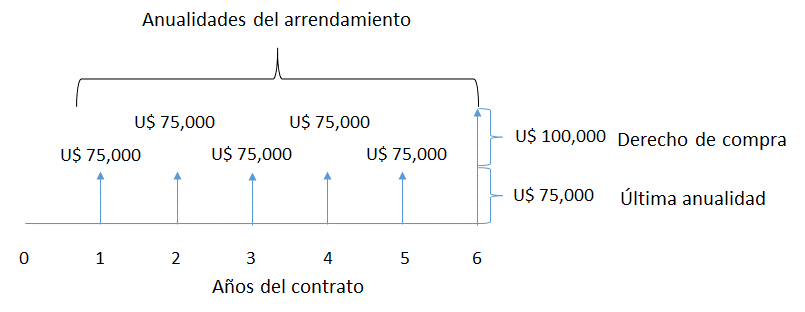 Anualidades del arrendamiento
U$ 75,000 U$ 75,000
U$ 75,000 U$ 75,000 U$ 75,000
U$ 100,000 Derecho de compra
U$ 75,000 Última anualidad
0 1 2 3 4 5 6
Años del contrato